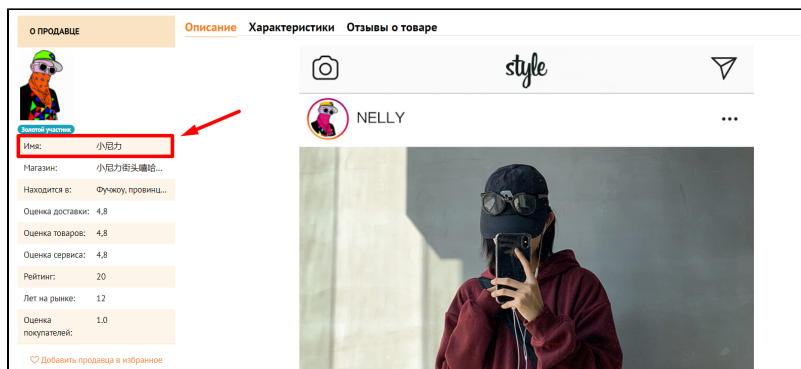 О ПРОДАВЦЕ
Описание Характеристики Отзывы о товаре
Золотой участник
Имя: 小尼力
Магазин: 小尼力街头嘻哈...
Находится в: Фучжоу, провинц...
Оценка доставки: 4,8
Оценка товаров: 4,8
Оценка сервиса: 4,8
Рейтинг: 20
Лет на рынке: 12
Оценка покупателей: 1.0
Добавить продавца в избранное
style
NELLY